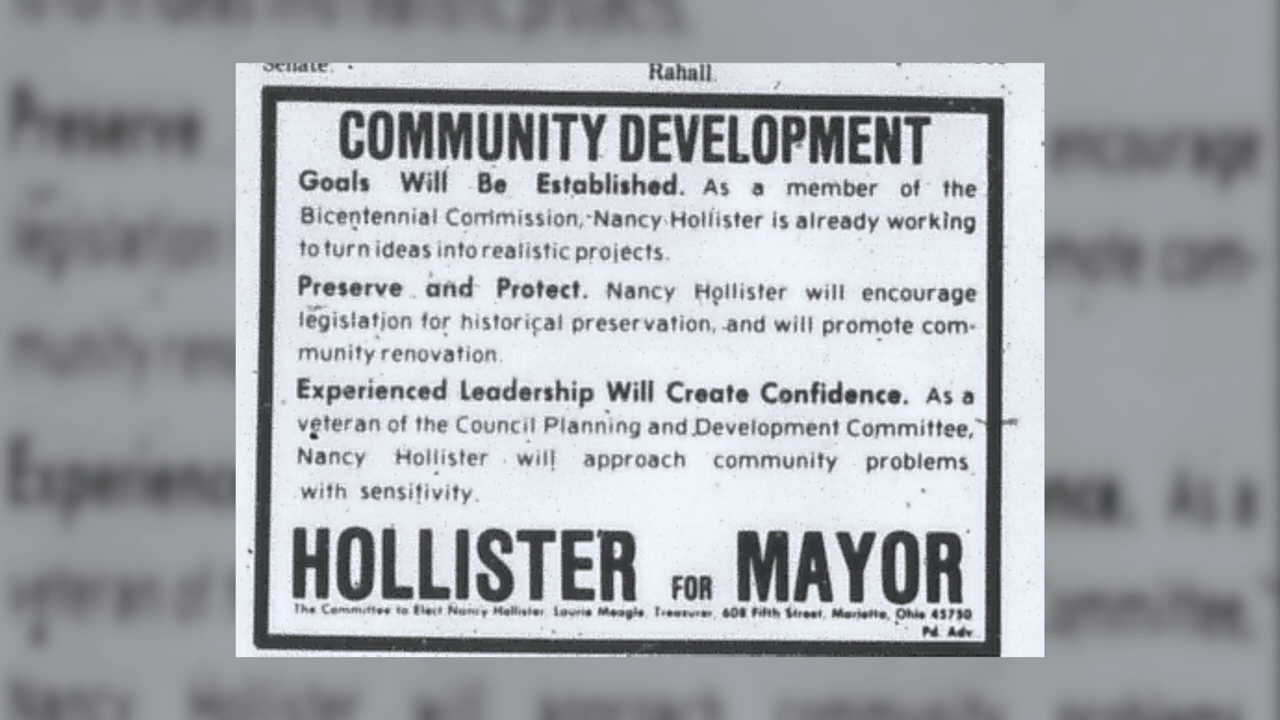 Senate.
Rahall.
COMMUNITY DEVELOPMENT
Goals Will Be Established. As a member of the
Bicentennial Commission, Nancy Hollister is already working
to turn ideas into realistic projects.
Preserve and Protect. Nancy Hollister will encourage
legislation for historical preservation, and will promote com-
munity renovation.
Experienced Leadership Will Create Confidence. As a
veteran of the Council Planning and Development Committee,
Nancy Hollister will approach community problems
with sensitivity.
HOLLISTER FOR MAYOR
The Committee to Elect Nancy Hollister, Laurie Meagle, Treasurer, 608 Fifth Street, Marietta, Ohio 45750
Pd. Adv.